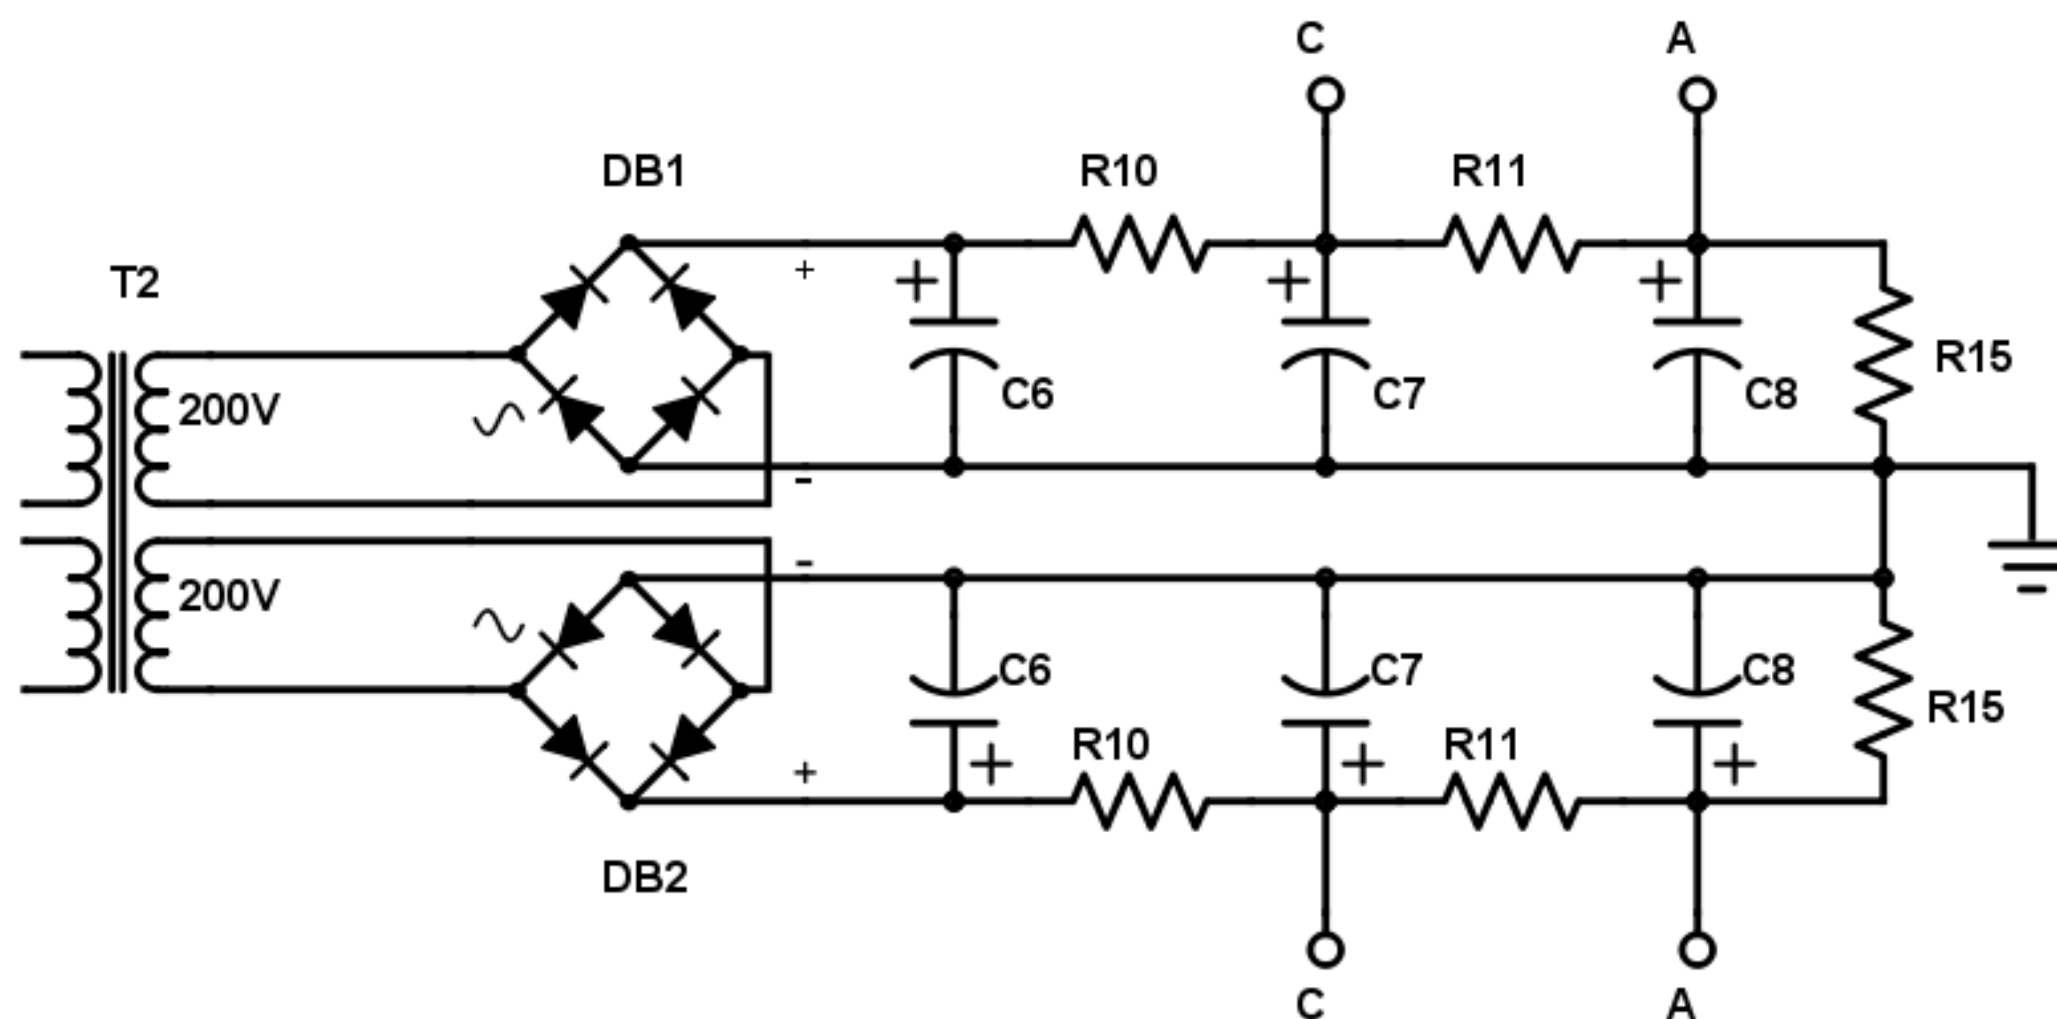 C A
DB1 R10 R11
T2
+ + + +
200V C6 C7 C8 R15
-
-
200V C6 C7 C8 R15
R10 R11
+ + + +
DB2
C A